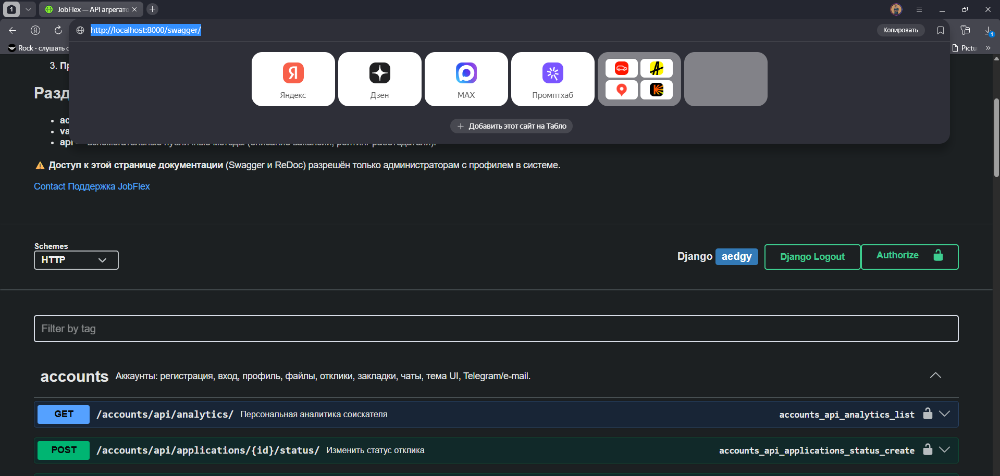 1
JobFlex — API агрегато
http://localhost:8000/swagger/
Копировать
1
Rock - слушать
Pictu
3. Пр
Яндекс
Дзен
MAX
Промптхаб
Разд
Добавить этот сайт на Табло
ac
va
api
Доступ к этой странице документации (Swagger и ReDoc) разрешён только администраторам с профилем в системе.
Contact Поддержка JobFlex
Schemes
HTTP
Django aedgy
Django Logout
Authorize
Filter by tag
accounts Аккаунты: регистрация, вход, профиль, файлы, отклики, закладки, чаты, тема UI, Telegram/e-mail.
GET /accounts/api/analytics/ Персональная аналитика соискателя accounts_api_analytics_list
POST /accounts/api/applications/{id}/status/ Изменить статус отклика accounts_api_applications_status_create